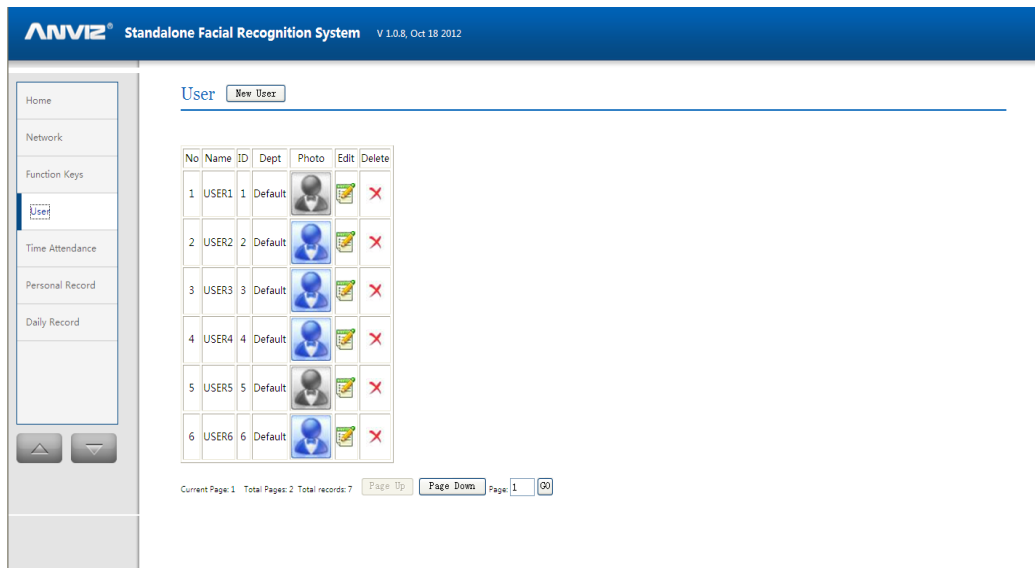 ANVIZ® Standalone Facial Recognition System V 1.0.8, Oct 18 2012
Home
Network
Function Keys
User
Time Attendance
Personal Record
Daily Record
User New User
No Name ID Dept Photo Edit Delete
1 USER1 1 Default
2 USER2 2 Default
3 USER3 3 Default
4 USER4 4 Default
5 USER5 5 Default
6 USER6 6 Default
Current Page: 1 Total Pages: 2 Total records: 7 Page Up Page Down Page: 1 GO